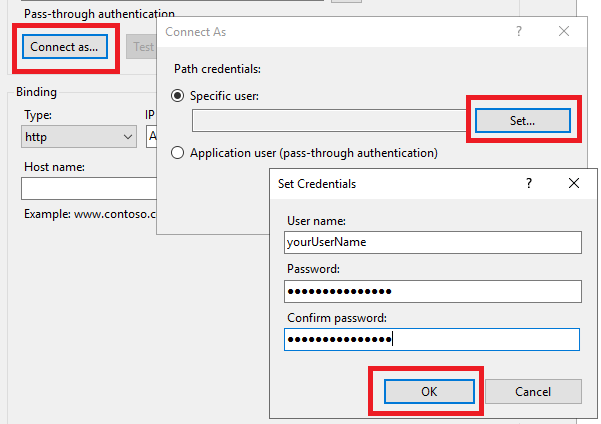 Pass-through authentication
Connect as...
Test
Binding
Type:
IP
http
A
Host name:
Example: www.contoso.c
Connect As
?
Path credentials:
Specific user:
Set...
Application user (pass-through authentication)
Set Credentials
?
User name:
yourUserName
Password:
●●●●●●●●●●●●●●●
Confirm password:
●●●●●●●●●●●●●●●
OK
Cancel